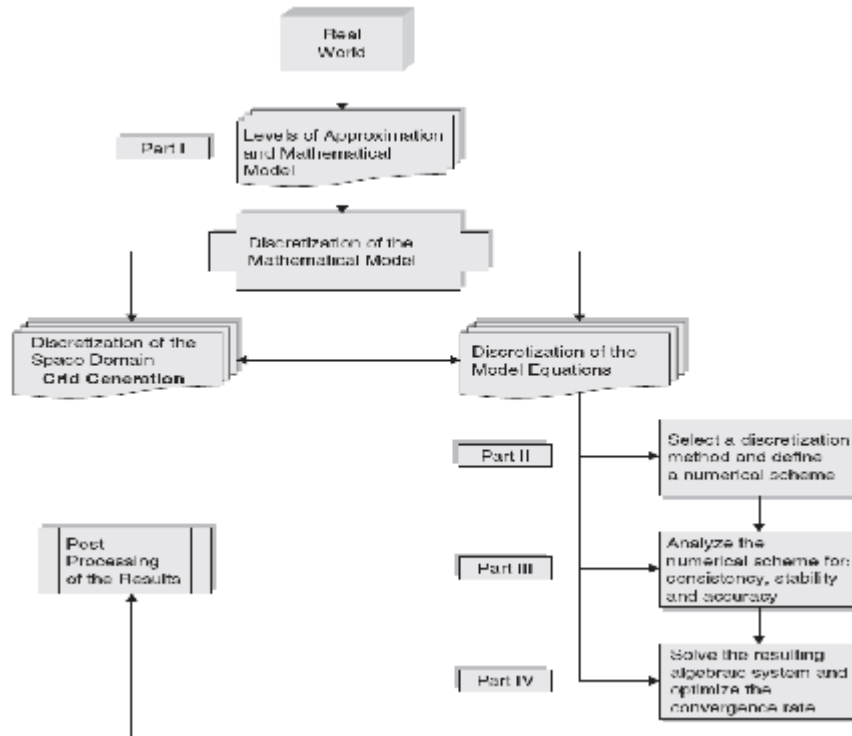 Real
World
Part I
Levels of Approximation
and Mathematical
Model
Discretization of the
Mathematical Model
Discretization of the
Space Domain
Grid Generation
Discretization of the
Model Equations
Part II
Select a discretization
method and define
a numerical scheme
Post
Processing
of the Results
Part III
Analyze the
numerical scheme for:
consistency, stability
and accuracy
Part IV
Solve the resulting
algebraic system and
optimize the
convergence rate